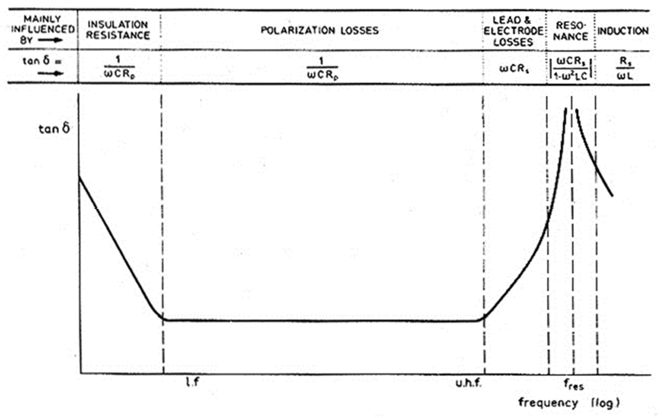 MAINLY INFLUENCED BY → INSULATION RESISTANCE POLARIZATION LOSSES LEAD & ELECTRODE LOSSES RESO- NANCE INDUCTION
tan δ = → 1/ωCRp 1/ωCRp ωCRs |ωCRs/1-ω²LC| Rs/ωL
tan δ
l.f u.h.f. fres
frequency (log)